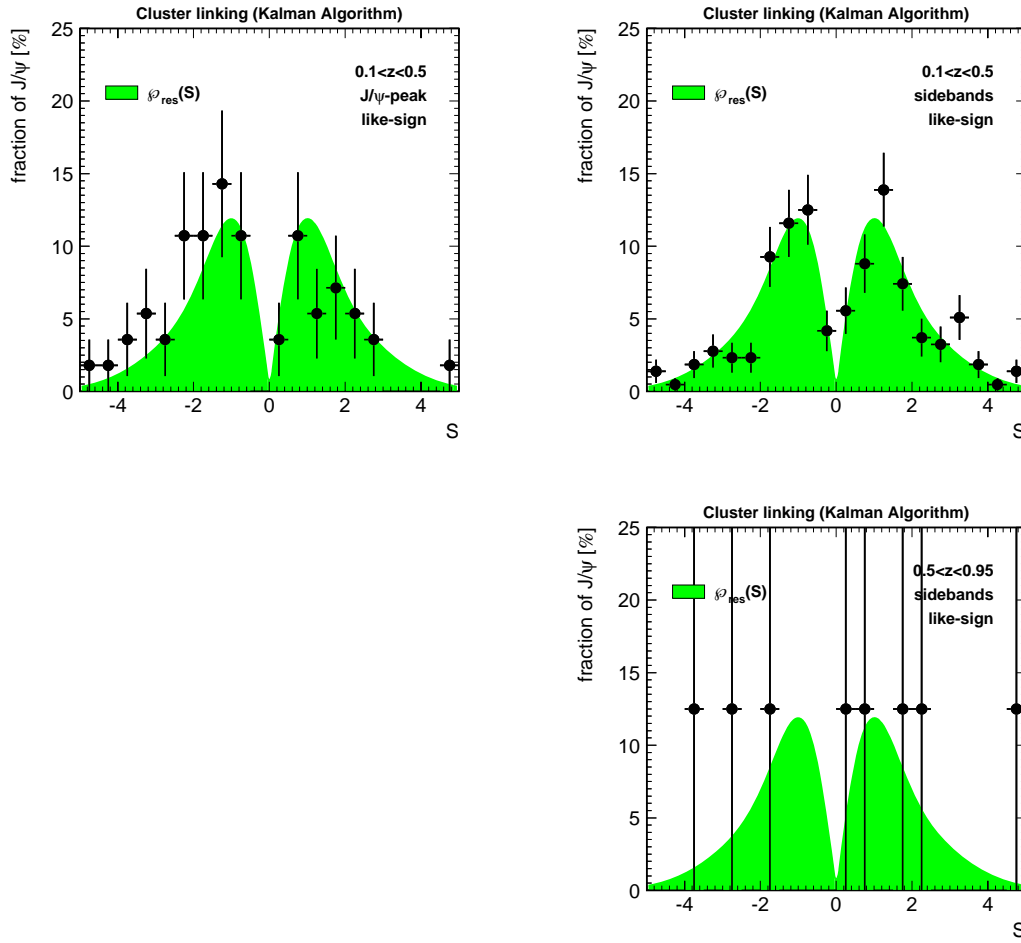 Cluster linking (Kalman Algorithm)
fraction of J/ψ [%]
25
20
15
10
5
0
℘res(S)
0.1<z<0.5
J/ψ-peak
like-sign
-4 -2 0 2 4
S
Cluster linking (Kalman Algorithm)
fraction of J/ψ [%]
25
20
15
10
5
0
℘res(S)
0.1<z<0.5
sidebands
like-sign
-4 -2 0 2 4
S
Cluster linking (Kalman Algorithm)
fraction of J/ψ [%]
25
20
15
10
5
0
℘res(S)
0.5<z<0.95
sidebands
like-sign
-4 -2 0 2 4
S